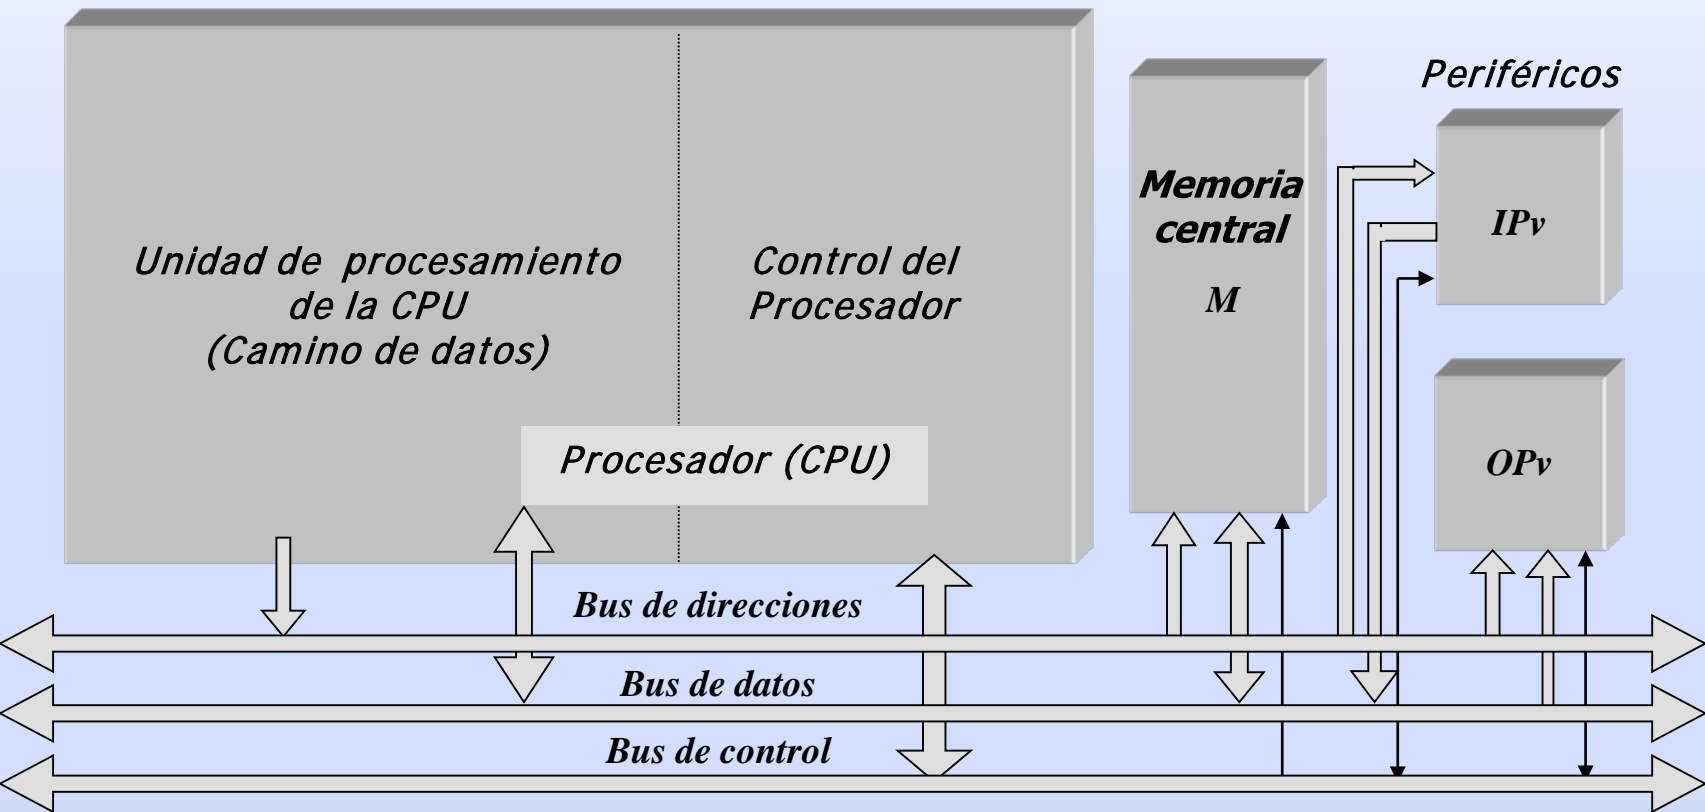 Unidad de procesamiento
de la CPU
(Camino de datos)
Control del
Procesador
Procesador (CPU)
Memoria
central
M
Periféricos
IPv
OPv
Bus de direcciones
Bus de datos
Bus de control